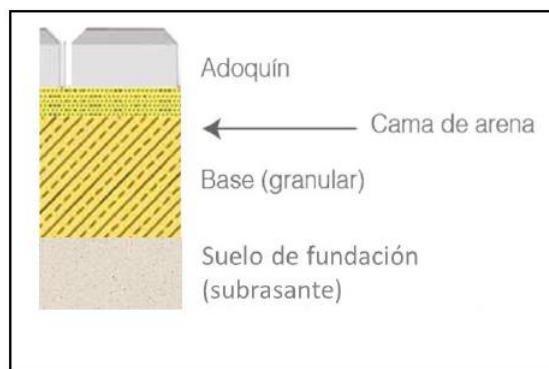 Adoquín
Cama de arena
Base (granular)
Suelo de fundación
(subrasante)